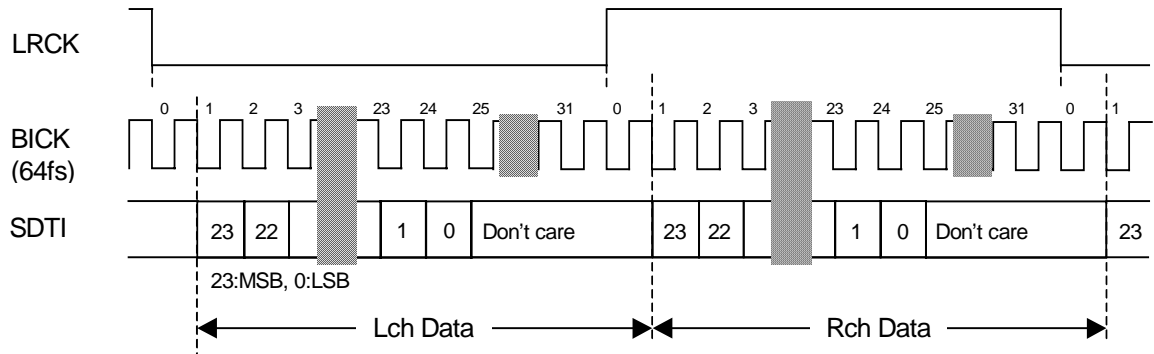 LRCK
0 1 2 3 23 24 25 31 0 1 2 3 23 24 25 31 0 1
BICK
(64fs)
SDTI 23 22 1 0 Don't care 23 22 1 0 Don't care 23
23:MSB, 0:LSB
Lch Data Rch Data